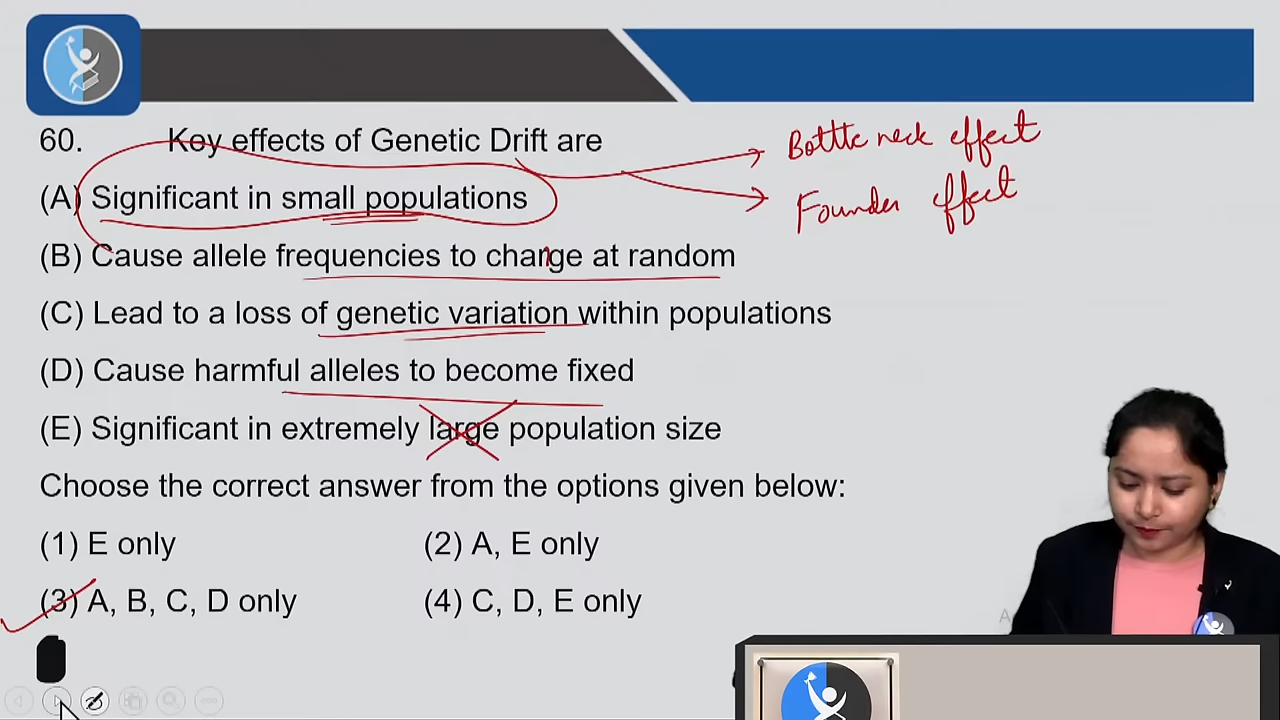 60. Key effects of Genetic Drift are
Bottle neck effect
Founder effect
(A) Significant in small populations
(B) Cause allele frequencies to change at random
(C) Lead to a loss of genetic variation within populations
(D) Cause harmful alleles to become fixed
(E) Significant in extremely large population size
Choose the correct answer from the options given below:
(1) E only (2) A, E only
(3) A, B, C, D only (4) C, D, E only